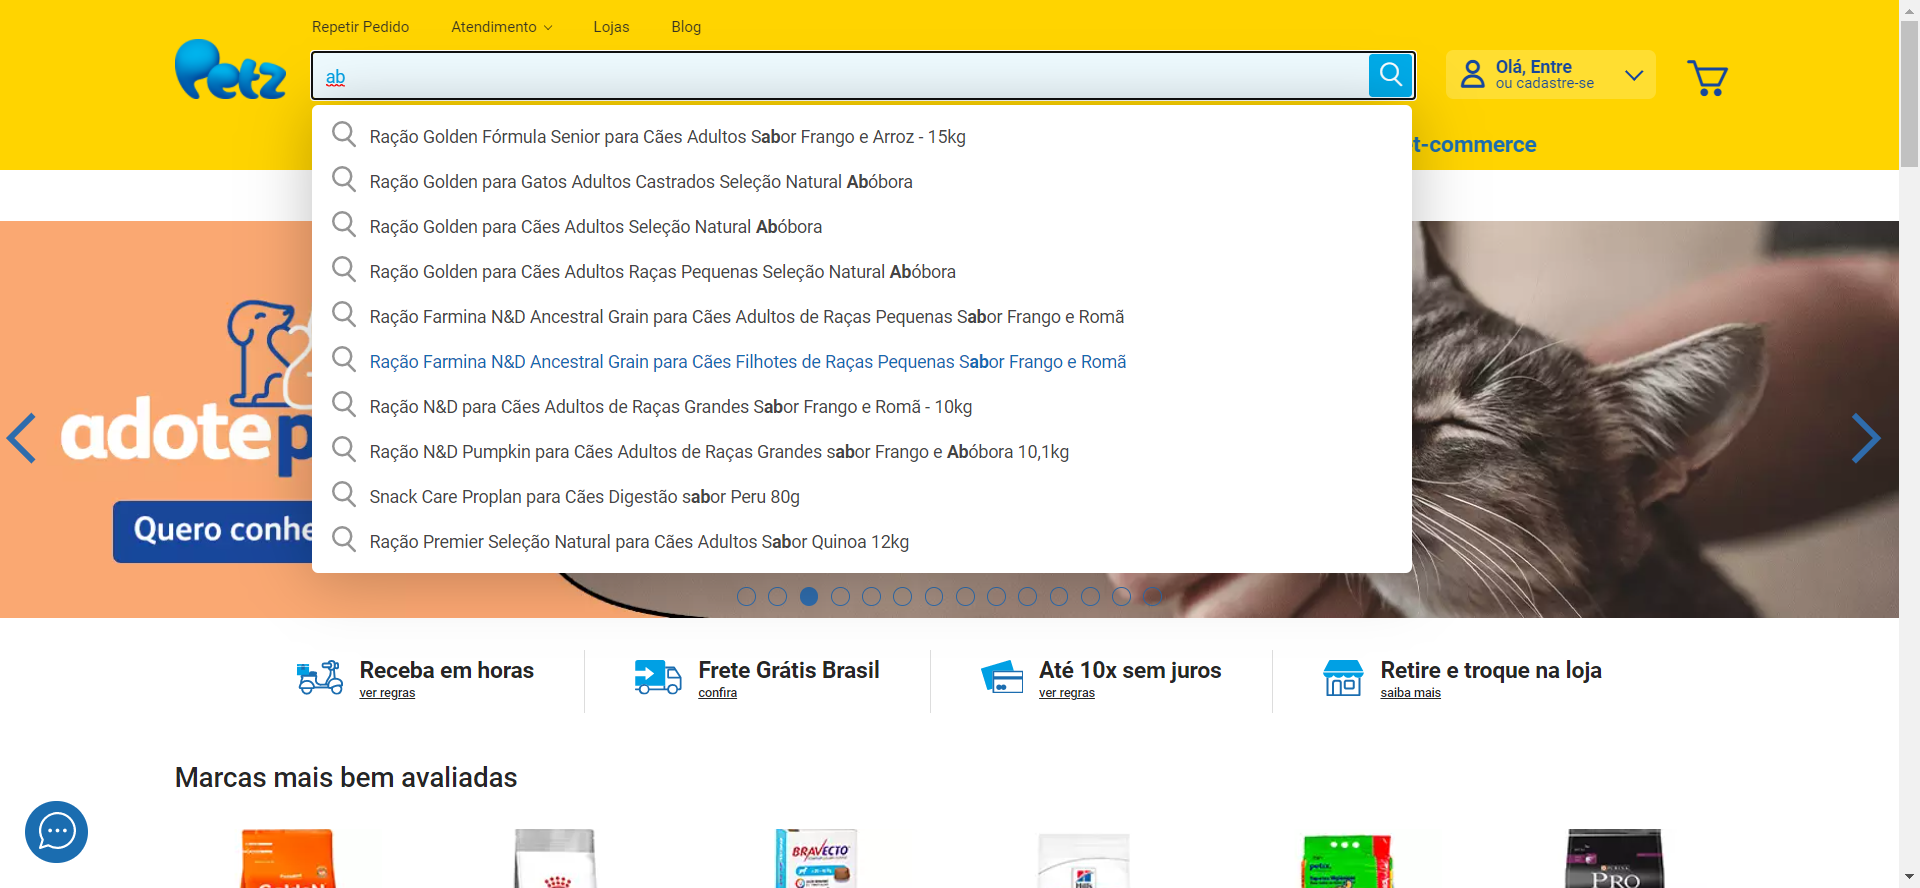 Repetir Pedido
Atendimento
Lojas
Blog
Petz
ab
Olá, Entre
ou cadastre-se
t-commerce
Ração Golden Fórmula Senior para Cães Adultos Sabor Frango e Arroz - 15kg
Ração Golden para Gatos Adultos Castrados Seleção Natural Abóbora
Ração Golden para Cães Adultos Seleção Natural Abóbora
Ração Golden para Cães Adultos Raças Pequenas Seleção Natural Abóbora
Ração Farmina N&D Ancestral Grain para Cães Adultos de Raças Pequenas Sabor Frango e Romã
Ração Farmina N&D Ancestral Grain para Cães Filhotes de Raças Pequenas Sabor Frango e Romã
Ração N&D para Cães Adultos de Raças Grandes Sabor Frango e Romã - 10kg
Ração N&D Pumpkin para Cães Adultos de Raças Grandes sabor Frango e Abóbora 10,1kg
Snack Care Proplan para Cães Digestão sabor Peru 80g
Ração Premier Seleção Natural para Cães Adultos Sabor Quinoa 12kg
adotep
Quero conhe
Receba em horas
ver regras
Frete Grátis Brasil
confira
Até 10x sem juros
ver regras
Retire e troque na loja
saiba mais
Marcas mais bem avaliadas
GoldeN
BRAVECTO
Hill's
petix
PURINA
PRO